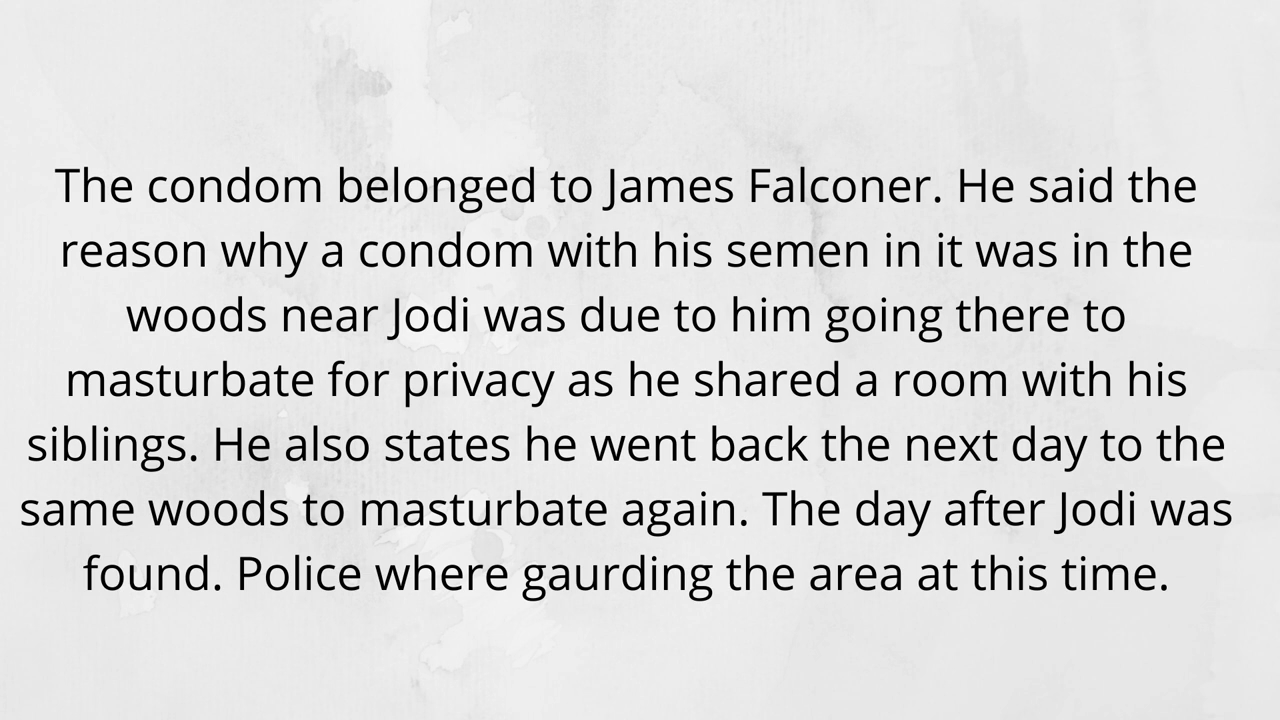 The condom belonged to James Falconer. He said the
reason why a condom with his semen in it was in the
woods near Jodi was due to him going there to
masturbate for privacy as he shared a room with his
siblings. He also states he went back the next day to the
same woods to masturbate again. The day after Jodi was
found. Police where gaurding the area at this time.